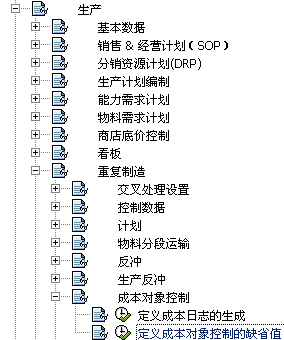 生产
基本数据
销售 & 经营计划（SOP）
分销资源计划(DRP)
生产计划编制
能力需求计划
物料需求计划
商店底价控制
看板
重复制造
交叉处理设置
控制数据
计划
物料分段运输
反冲
生产反冲
成本对象控制
定义成本日志的生成
定义成本对象控制的缺省值